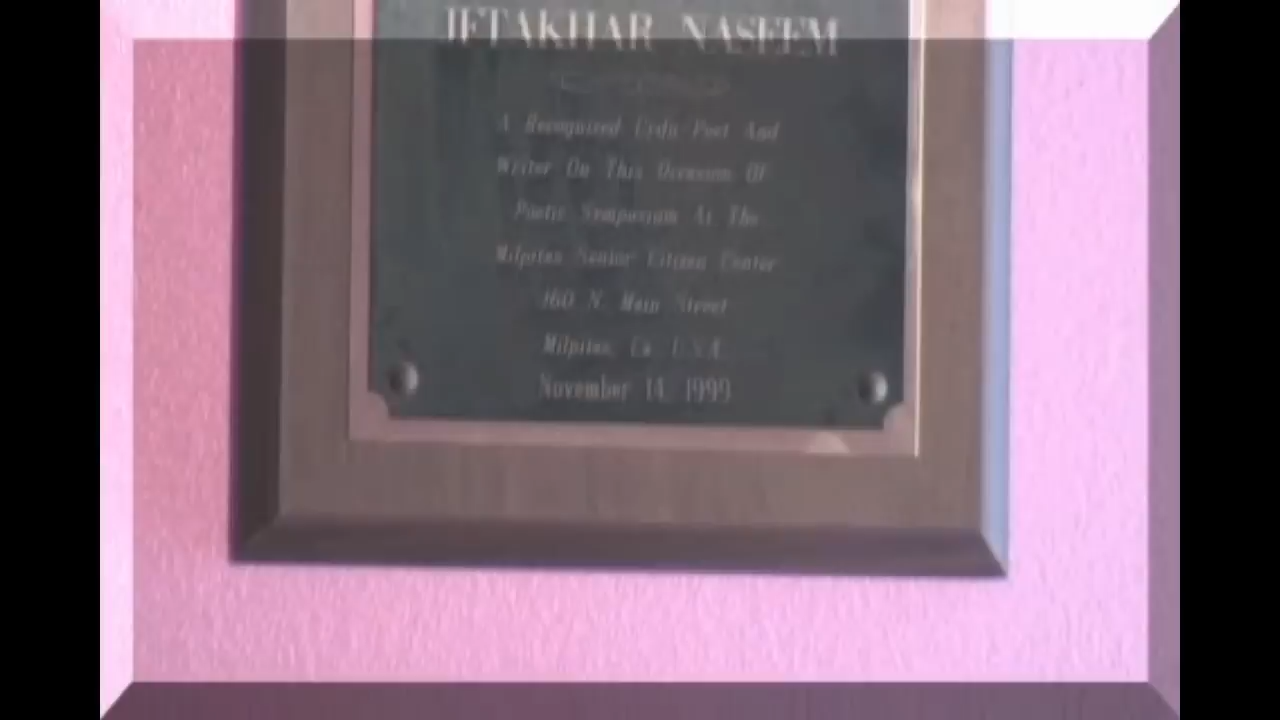 IFTAKHAR NASEEM
A Recognized Urdu Poet And
Writer On This Occasion Of
Poetic Symposium At The
Milpitas Senior Citizen Center
160 N. Main Street
Milpitas, Ca. U.S.A.
November 14, 1999